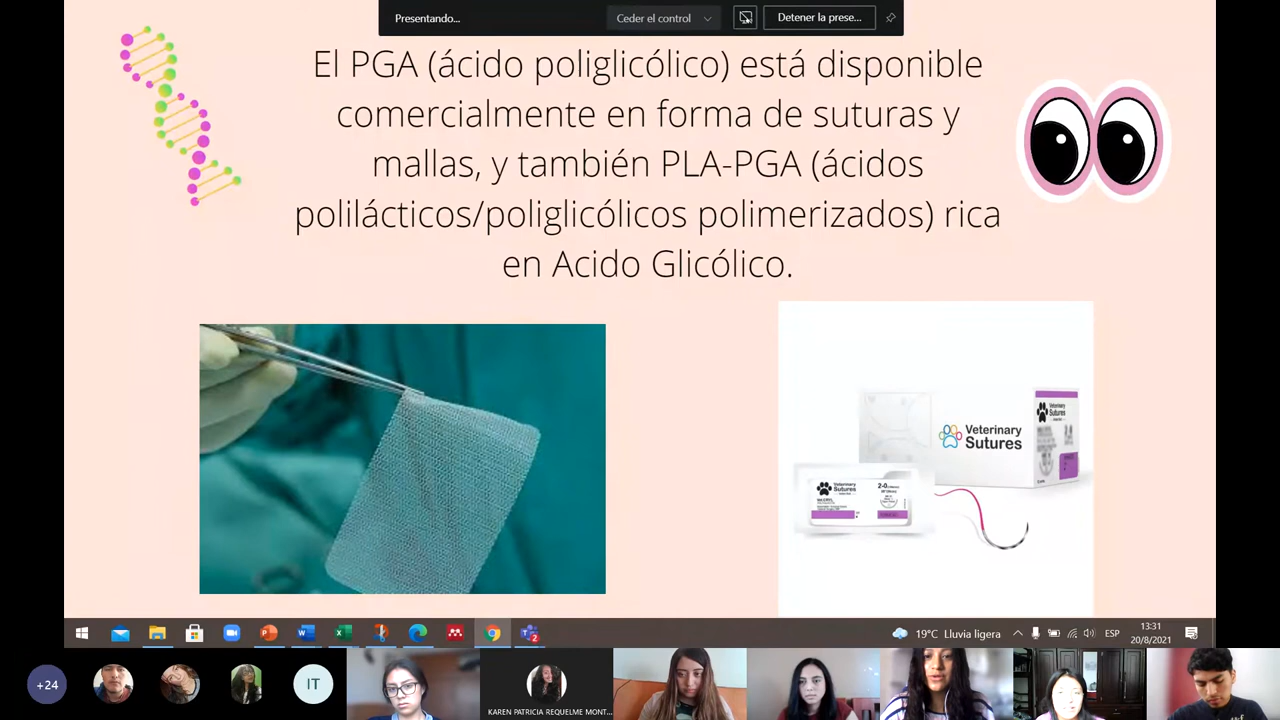 Presentando...
Ceder el control
Detener la prese...
El PGA (ácido poliglicólico) está disponible
comercialmente en forma de suturas y
mallas, y también PLA-PGA (ácidos
polilácticos/poliglicólicos polimerizados) rica
en Acido Glicólico.
Veterinary
Sutures
Veterinary
Sutures
Veterinary
Sutures
2-0
19°C Lluvia ligera
ESP
13:31
20/8/2021
+24
IT
KAREN PATRICIA REQUELME MONT...